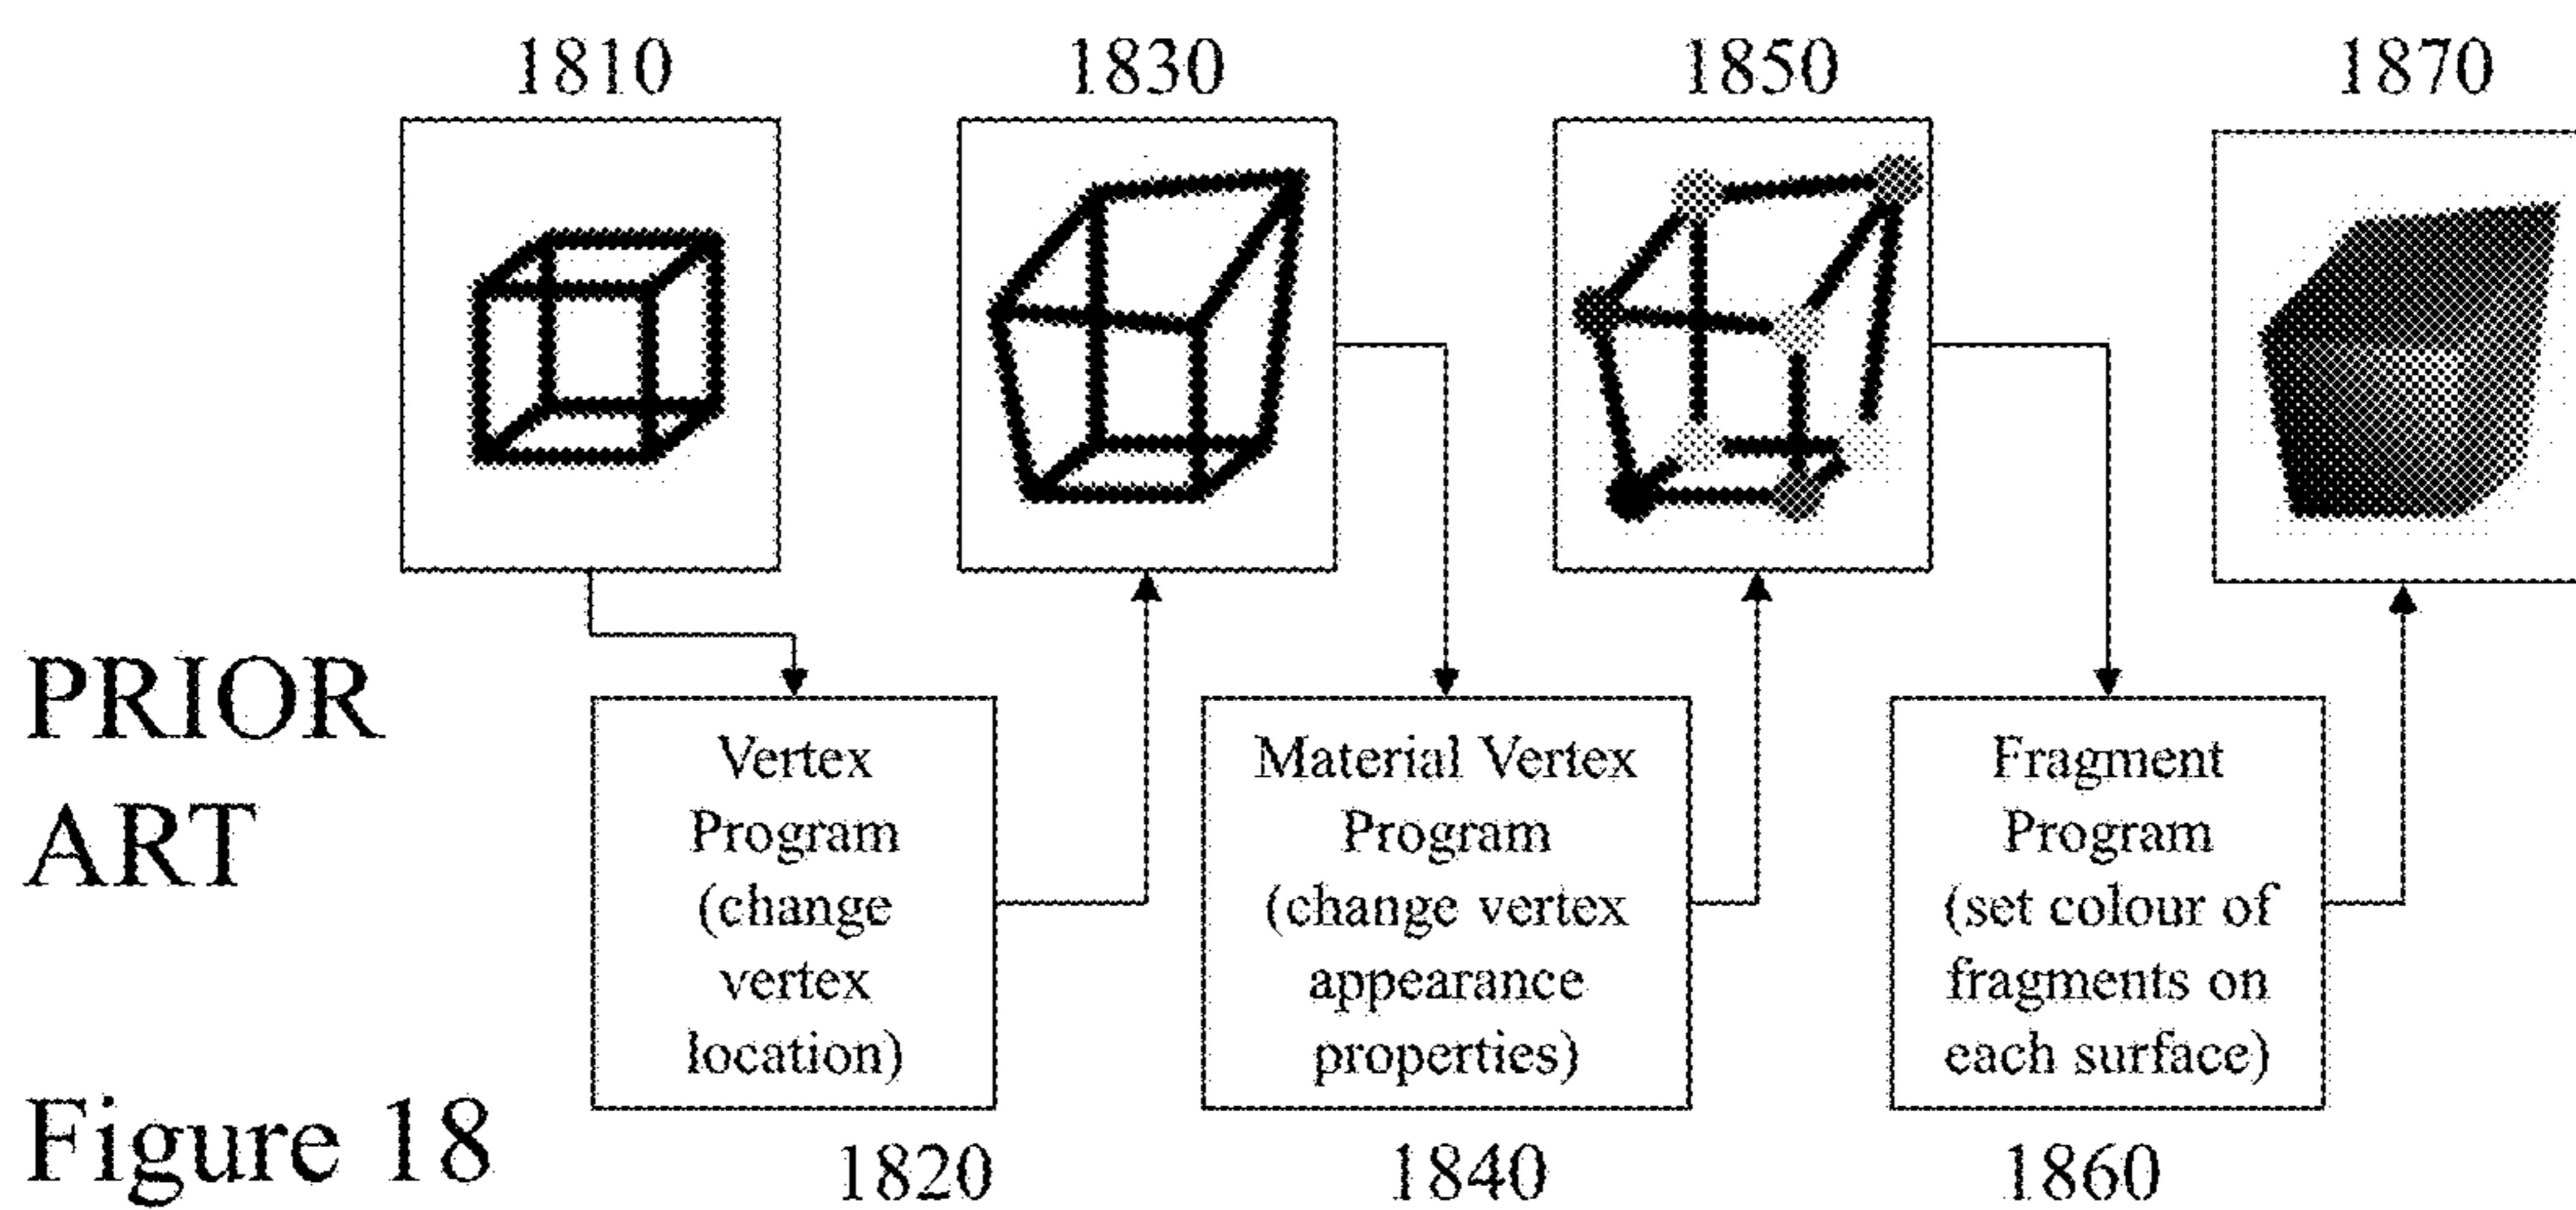 1810
1830
1850
1870
PRIOR
ART
Vertex
Program
(change
vertex
location)
Material Vertex
Program
(change vertex
appearance
properties)
Fragment
Program
(set colour of
fragments on
each surface)
Figure 18
1820
1840
1860